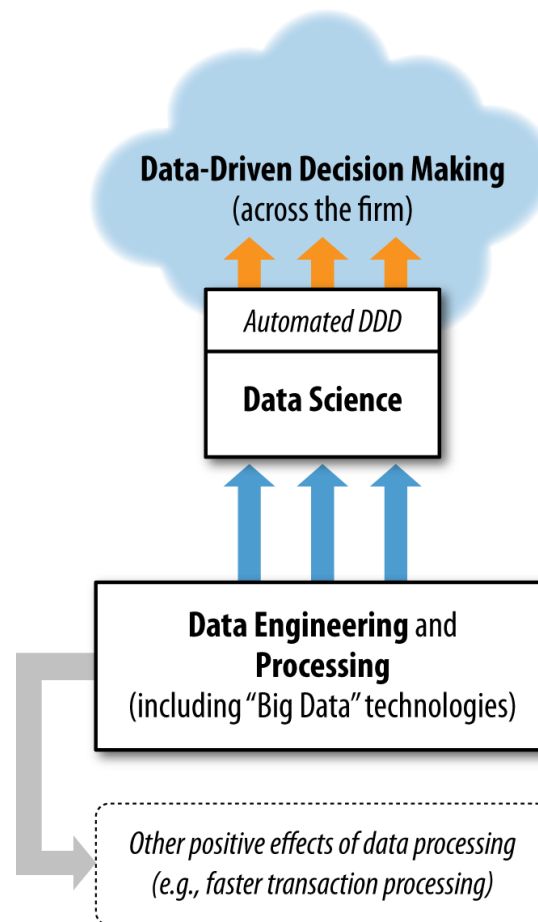 Data-Driven Decision Making
(across the firm)
Automated DDD
Data Science
Data Engineering and
Processing
(including “Big Data” technologies)
Other positive effects of data processing
(e.g., faster transaction processing)